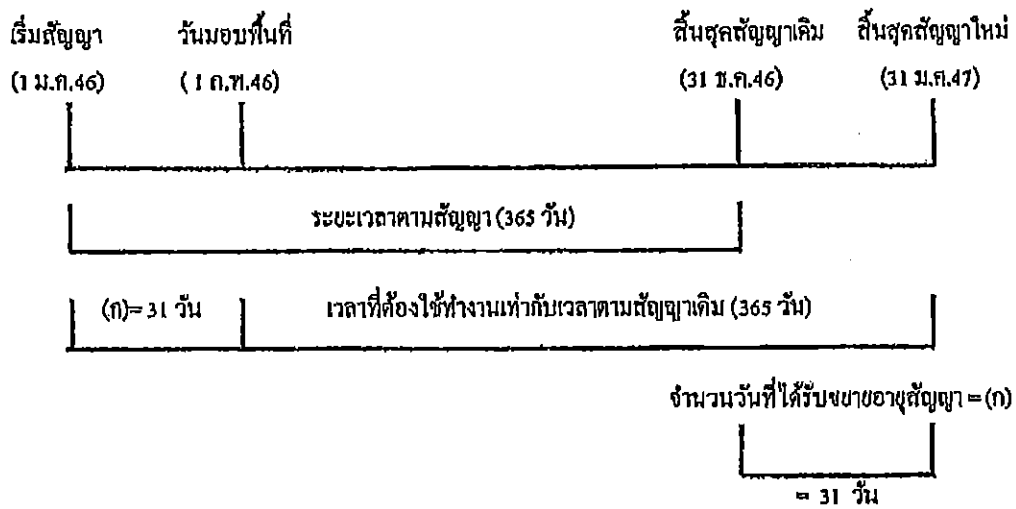 เริ่มสัญญา วันมอบพื้นที่ สิ้นสุดสัญญาเดิม สิ้นสุดสัญญาใหม่
(1 ม.ค.46) (1 ก.พ.46) (31 ธ.ค.46) (31 ม.ค.47)
ระยะเวลาตามสัญญา (365 วัน)
(ก)= 31 วัน เวลาที่ต้องใช้ทำงานเท่ากับเวลาตามสัญญาเดิม (365 วัน)
จำนวนวันที่ได้รับขยายอายุสัญญา = (ก)
= 31 วัน